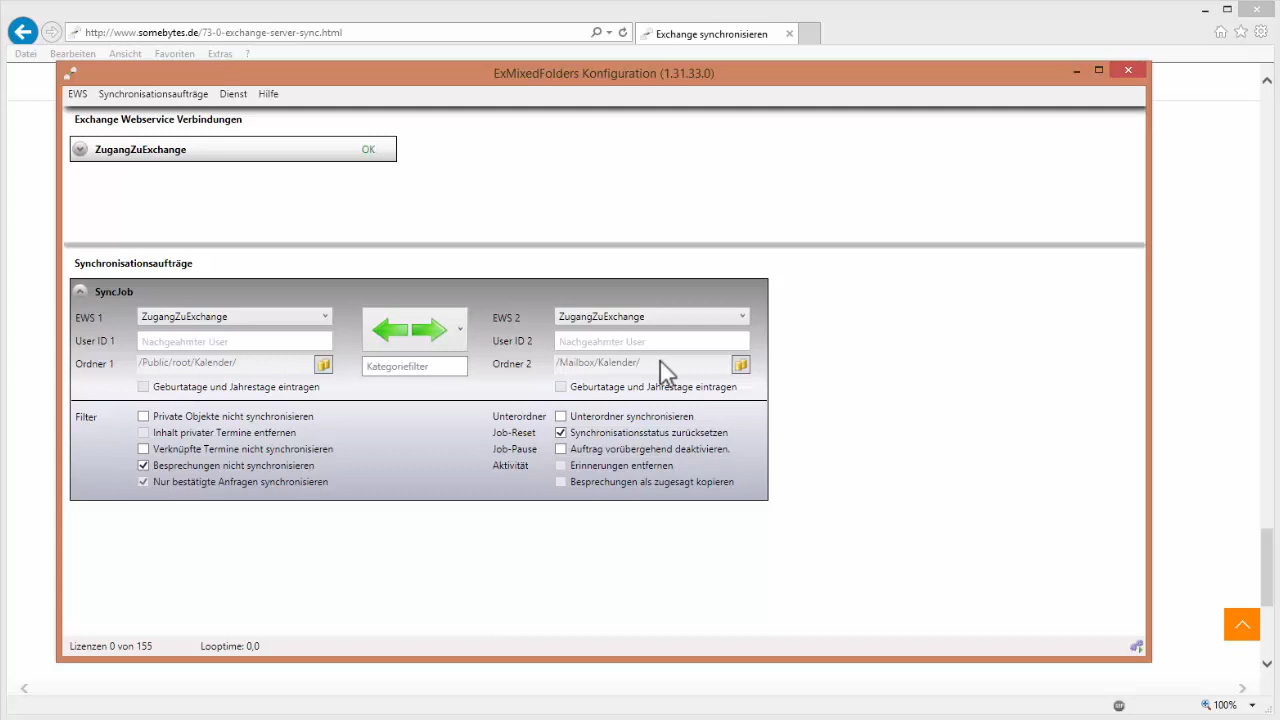 http://www.somebytes.de/73-0-exchange-server-sync.html
Exchange synchronisieren
Datei Bearbeiten Ansicht Favoriten Extras ?
ExMixedFolders Konfiguration (1.31.33.0)
EWS Synchronisationsaufträge Dienst Hilfe
Exchange Webservice Verbindungen
ZugangZuExchange OK
Synchronisationsaufträge
SyncJob
EWS 1 ZugangZuExchange EWS 2 ZugangZuExchange
User ID 1 Nachgeahmter User User ID 2 Nachgeahmter User
Ordner 1 /Public/root/Kalender/ Kategoriefilter Ordner 2 /Mailbox/Kalender/
Geburtatage und Jahrestage eintragen Geburtatage und Jahrestage eintragen
Filter Private Objekte nicht synchronisieren Unterordner Unterordner synchronisieren
Inhalt privater Termine entfernen Job-Reset Synchronisationsstatus zurücksetzen
Verknüpfte Termine nicht synchronisieren Job-Pause Auftrag vorübergehend deaktivieren.
Besprechungen nicht synchronisieren Aktivität Erinnerungen entfernen
Nur bestätigte Anfragen synchronisieren Besprechungen als zugesagt kopieren
Lizenzen 0 von 155 Looptime: 0,0
100%